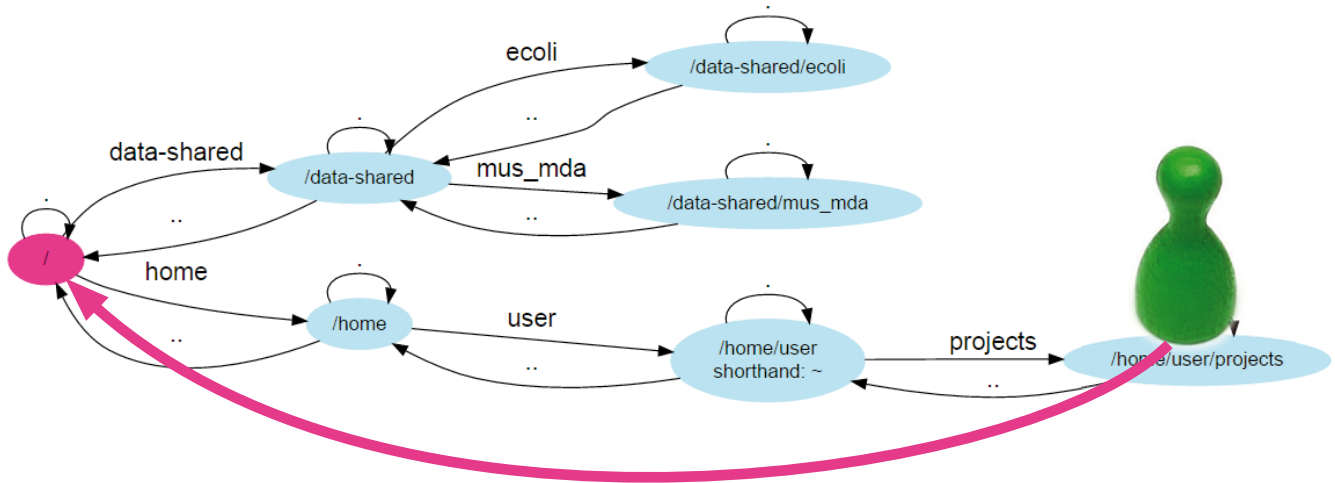 .
ecoli
/data-shared/ecoli
..
.
data-shared
/data-shared
mus_mda
.
/data-shared/mus_mda
..
.
..
/
home
.
/home
..
user
.
/home/user
shorthand: ~
..
projects
/home/user/projects
..